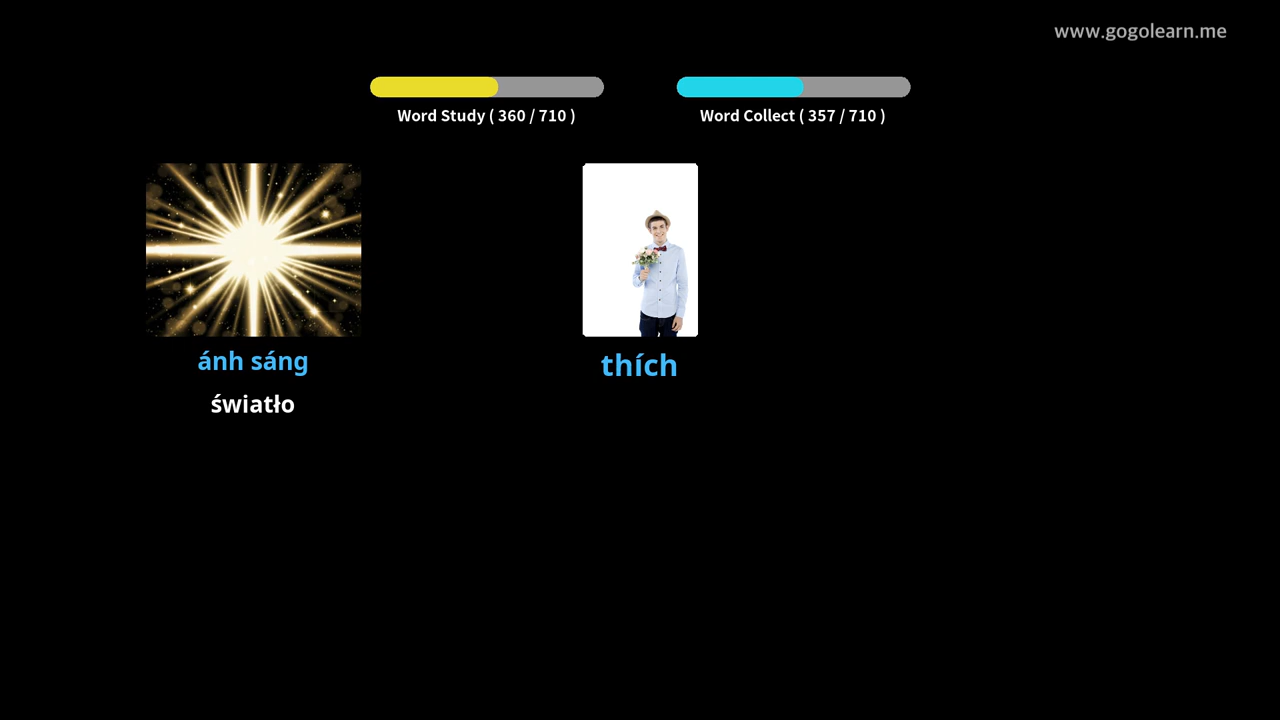 www.gogolearn.me
Word Study ( 360 / 710 )
Word Collect ( 357 / 710 )
ánh sáng
światło
thích